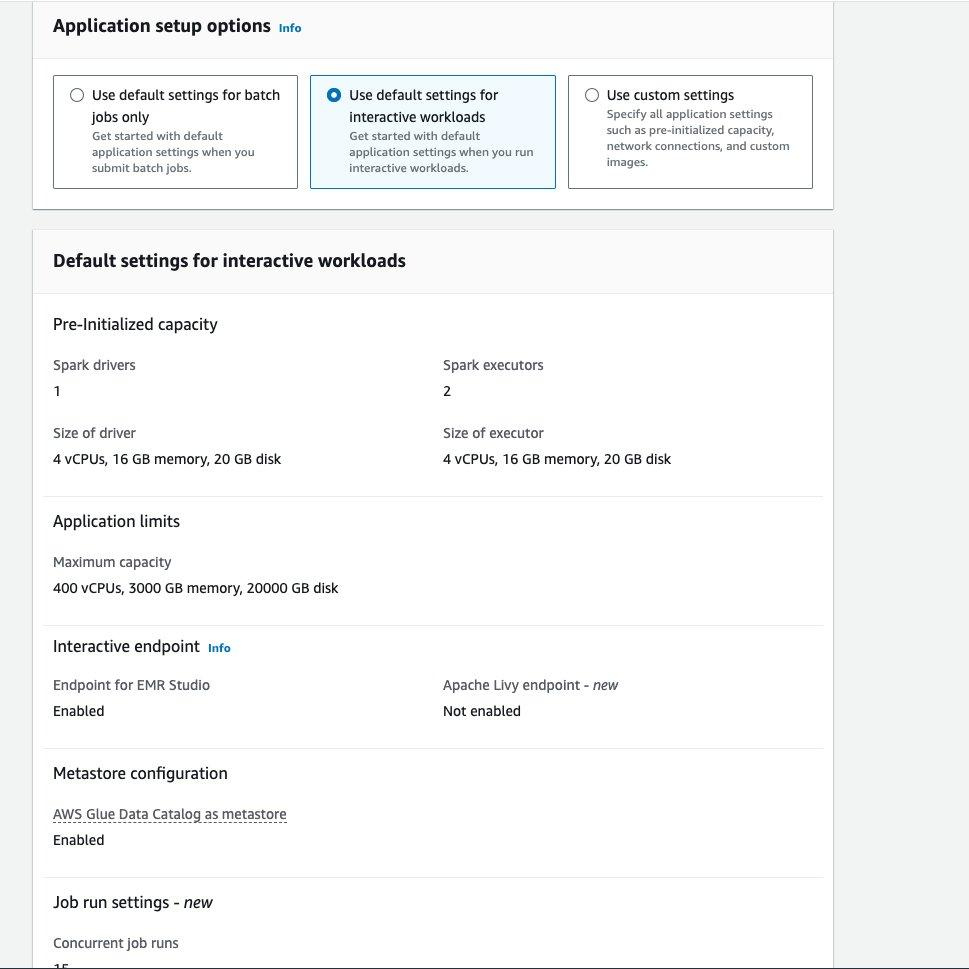 Application setup options Info
Use default settings for batch
jobs only
Get started with default
application settings when you
submit batch jobs.
Use default settings for
interactive workloads
Get started with default
application settings when you run
interactive workloads.
Use custom settings
Specify all application settings
such as pre-initialized capacity,
network connections, and custom
images.
Default settings for interactive workloads
Pre-Initialized capacity
Spark drivers
1
Spark executors
2
Size of driver
4 vCPUs, 16 GB memory, 20 GB disk
Size of executor
4 vCPUs, 16 GB memory, 20 GB disk
Application limits
Maximum capacity
400 vCPUs, 3000 GB memory, 20000 GB disk
Interactive endpoint Info
Endpoint for EMR Studio
Enabled
Apache Livy endpoint - new
Not enabled
Metastore configuration
AWS Glue Data Catalog as metastore
Enabled
Job run settings - new
Concurrent job runs